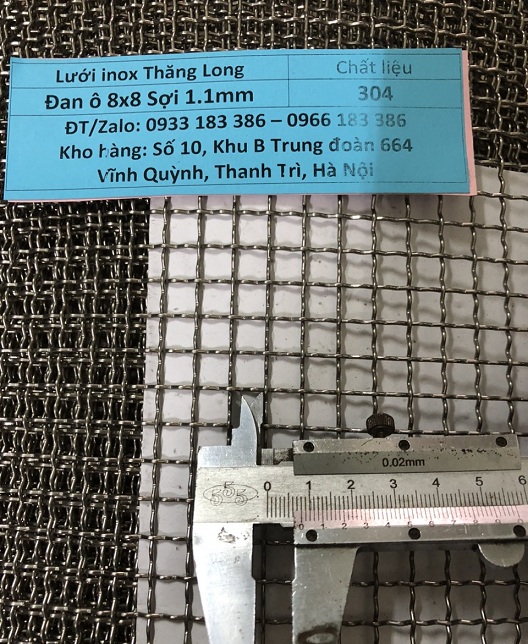 Lưới inox Thăng Long
Chất liệu
Đan ô 8x8 Sợi 1.1mm
304
ĐT/Zalo: 0933 183 386 – 0966 183 386
Kho hàng: Số 10, Khu B Trung đoàn 664
Vĩnh Quỳnh, Thanh Trì, Hà Nội
0.02mm
0 1 2 3 4 5 6